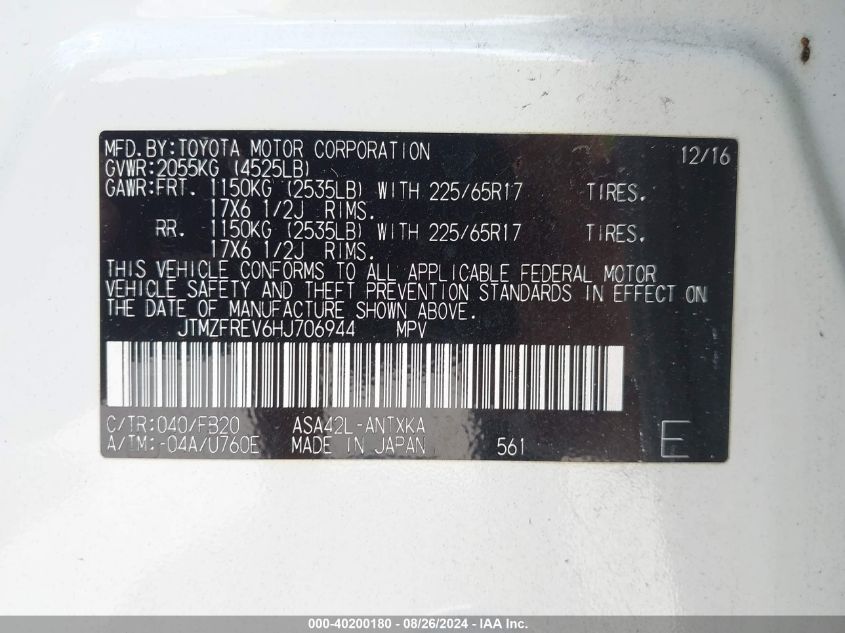 MFD.BY:TOYOTA MOTOR CORPORATION 12/16
GVWR:2055KG (4525LB)
GAWR:FRT. 1150KG (2535LB) WITH 225/65R17 TIRES.
17X6 1/2J RIMS.
RR. 1150KG (2535LB) WITH 225/65R17 TIRES.
17X6 1/2J RIMS.
THIS VEHICLE CONFORMS TO ALL APPLICABLE FEDERAL MOTOR
VEHICLE SAFETY AND THEFT PREVENTION STANDARDS IN EFFECT ON
THE DATE OF MANUFACTURE SHOWN ABOVE.
JTMZFREV6HJ706944 MPV
C/TR:040/FB20 ASA42L-ANTXKA
A/TM:-04A/U760E MADE IN JAPAN 561 E
000-40200180 - 08/26/2024 - IAA Inc.